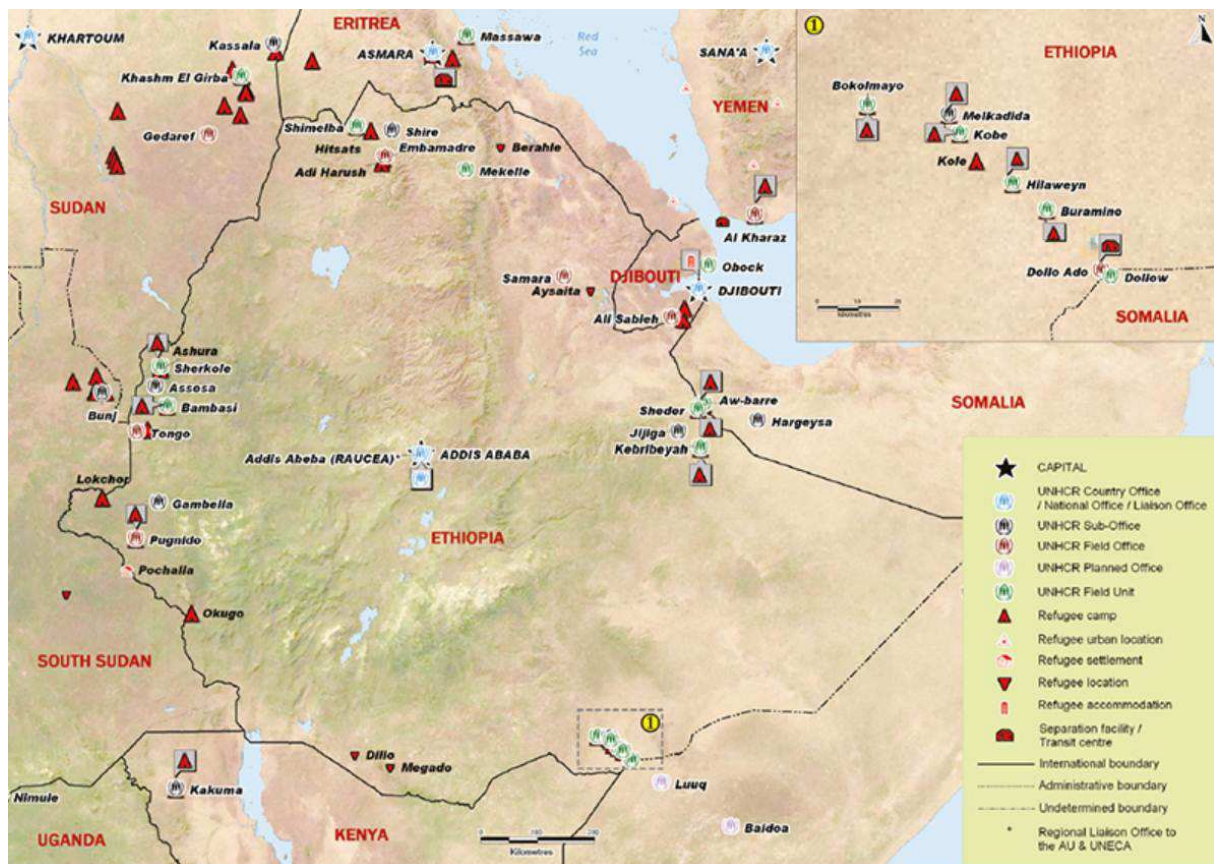 KHARTOUM
Kassala
ERITREA
ASMARA
Massawa
Red
Sea
SANA'A
YEMEN
Khashm El Girba
Gedaref
Shimelba
Hitsats
Shire
Embamadre
Adi Harush
Berahle
Mekelle
SUDAN
Al Kharaz
Samara
Aysaita
DJIBOUTI
Obock
DJIBOUTI
Ali Sabieh
Ashura
Sherkole
Assosa
Bunj
Bambasi
Tongo
Aw-barre
Sheder
Hargeysa
Jijiga
Kebribeyah
SOMALIA
Addis Abeba (RAUCEA)*
ADDIS ABABA
Lokchor
Gambella
Pugnido
ETHIOPIA
Pochalla
Okugo
SOUTH SUDAN
1
Dilio
Megado
Luuq
Baidoa
Nimule
Kakuma
UGANDA
KENYA
Kilometres
1
N
ETHIOPIA
Bokolmayo
Melkadida
Kobe
Kole
Hilaweyn
Buramino
Dollo Ado
Dollow
Kilometres
SOMALIA
CAPITAL
UNHCR Country Office
/ National Office / Liaison Office
UNHCR Sub-Office
UNHCR Field Office
UNHCR Planned Office
UNHCR Field Unit
Refugee camp
Refugee urban location
Refugee settlement
Refugee location
Refugee accommodation
Separation facility /
Transit centre
International boundary
Administrative boundary
Undetermined boundary
* Regional Liaison Office to
the AU & UNECA